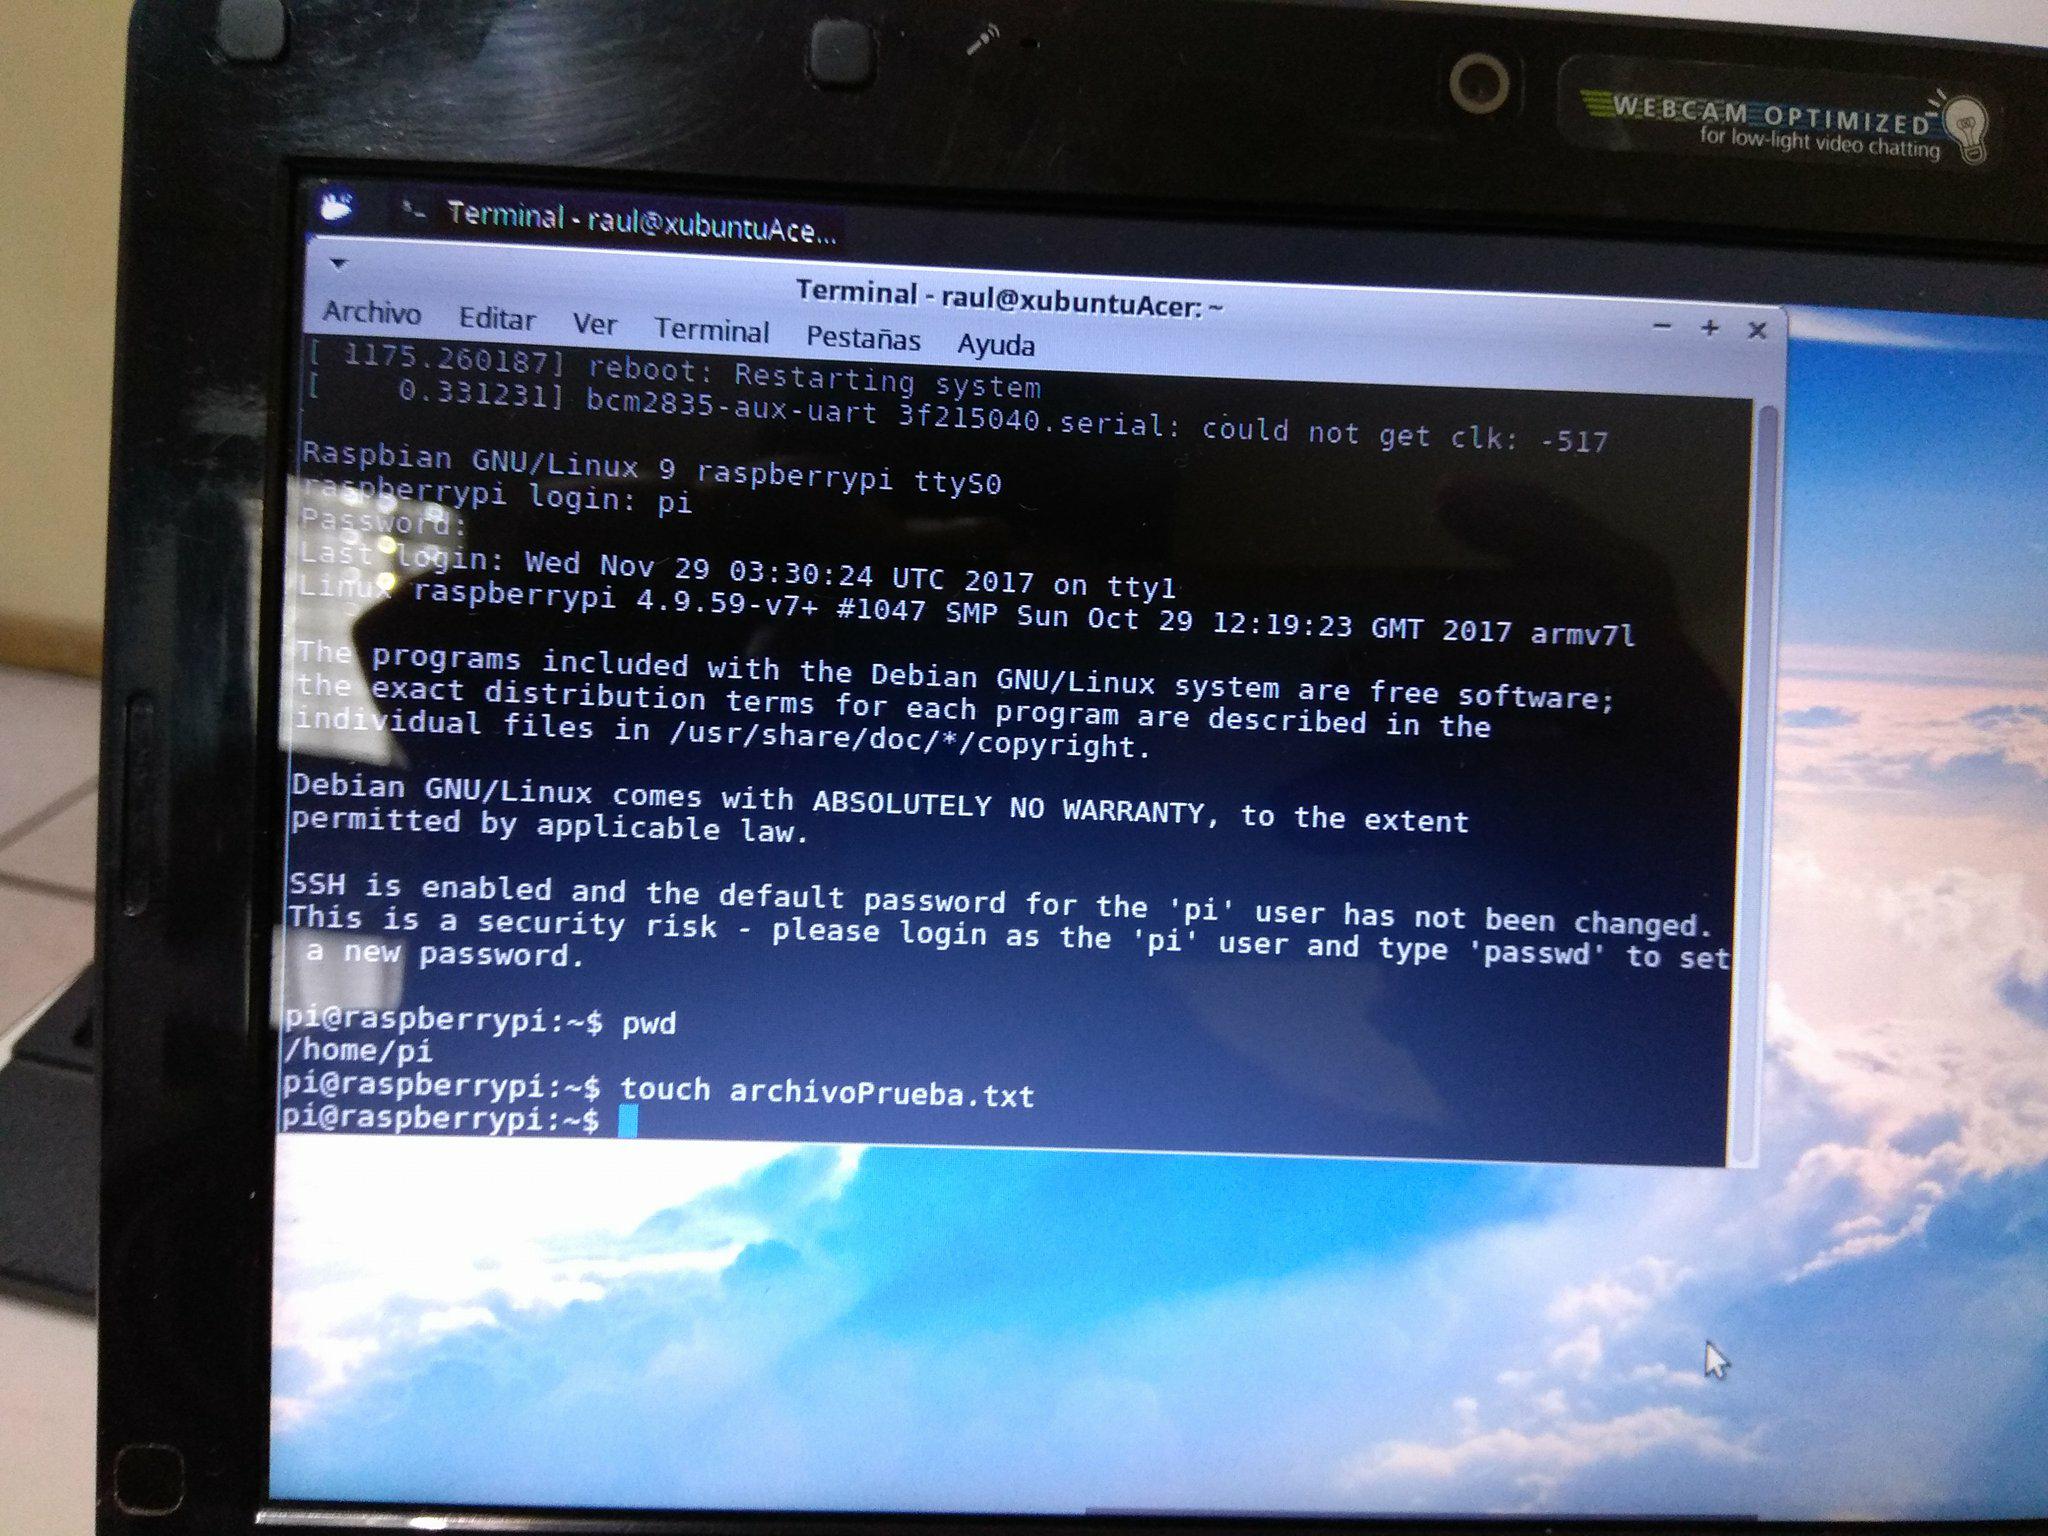 WEBCAM OPTIMIZED
for low-light video chatting
Terminal - raul@xubuntuAce...
Terminal - raul@xubuntuAcer: ~
Archivo Editar Ver Terminal Pestañas Ayuda
[ 1175.260187] reboot: Restarting system
[    0.331231] bcm2835-aux-uart 3f215040.serial: could not get clk: -517
Raspbian GNU/Linux 9 raspberrypi ttyS0
raspberrypi login: pi
Password:
Last login: Wed Nov 29 03:30:24 UTC 2017 on tty1
Linux raspberrypi 4.9.59-v7+ #1047 SMP Sun Oct 29 12:19:23 GMT 2017 armv7l
The programs included with the Debian GNU/Linux system are free software;
the exact distribution terms for each program are described in the
individual files in /usr/share/doc/*/copyright.
Debian GNU/Linux comes with ABSOLUTELY NO WARRANTY, to the extent
permitted by applicable law.
SSH is enabled and the default password for the 'pi' user has not been changed.
This is a security risk - please login as the 'pi' user and type 'passwd' to set
 a new password.
pi@raspberrypi:~$ pwd
/home/pi
pi@raspberrypi:~$ touch archivoPrueba.txt
pi@raspberrypi:~$